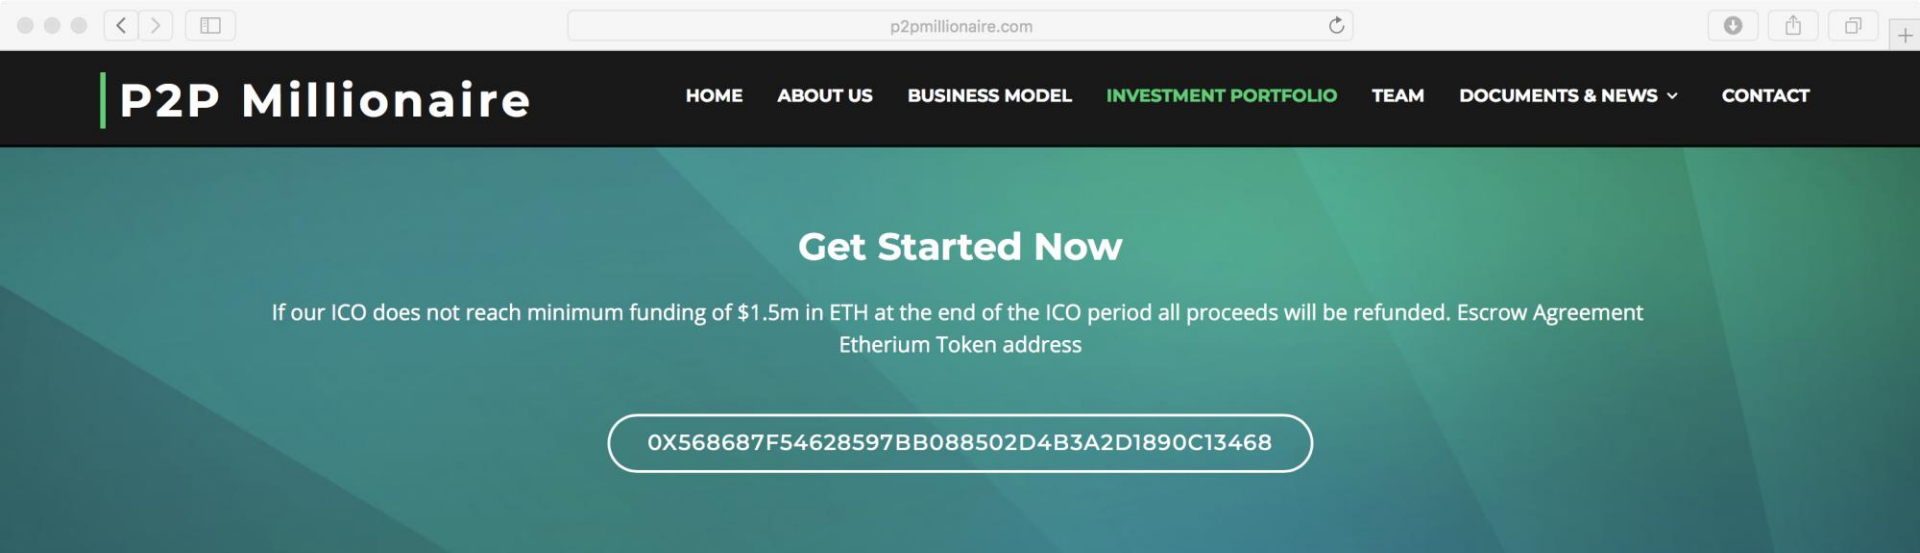 p2pmillionaire.com
P2P Millionaire
HOME ABOUT US BUSINESS MODEL INVESTMENT PORTFOLIO TEAM DOCUMENTS & NEWS CONTACT
Get Started Now
If our ICO does not reach minimum funding of $1.5m in ETH at the end of the ICO period all proceeds will be refunded. Escrow Agreement
Etherium Token address
0X568687F54628597BB088502D4B3A2D1890C13468